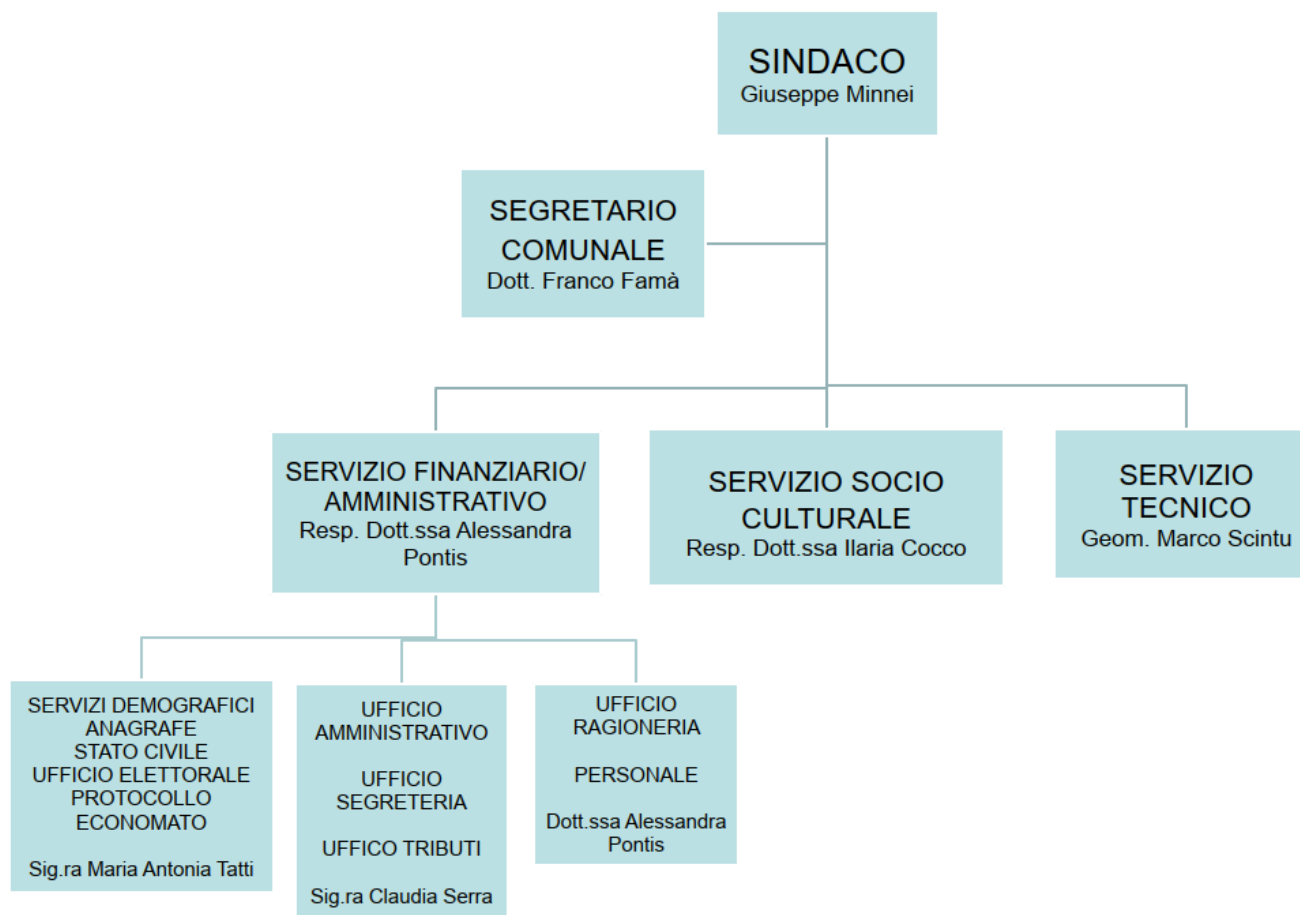 SINDACO
Giuseppe Minnei
SEGRETARIO
COMUNALE
Dott. Franco Famà
SERVIZIO FINANZIARIO/
AMMINISTRATIVO
Resp. Dott.ssa Alessandra
Pontis
SERVIZIO SOCIO
CULTURALE
Resp. Dott.ssa Ilaria Cocco
SERVIZIO
TECNICO
Geom. Marco Scintu
SERVIZI DEMOGRAFICI
ANAGRAFE
STATO CIVILE
UFFICIO ELETTORALE
PROTOCOLLO
ECONOMATO
Sig.ra Maria Antonia Tatti
UFFICIO
AMMINISTRATIVO
UFFICIO
SEGRETERIA
UFFICO TRIBUTI
Sig.ra Claudia Serra
UFFICIO
RAGIONERIA
PERSONALE
Dott.ssa Alessandra
Pontis